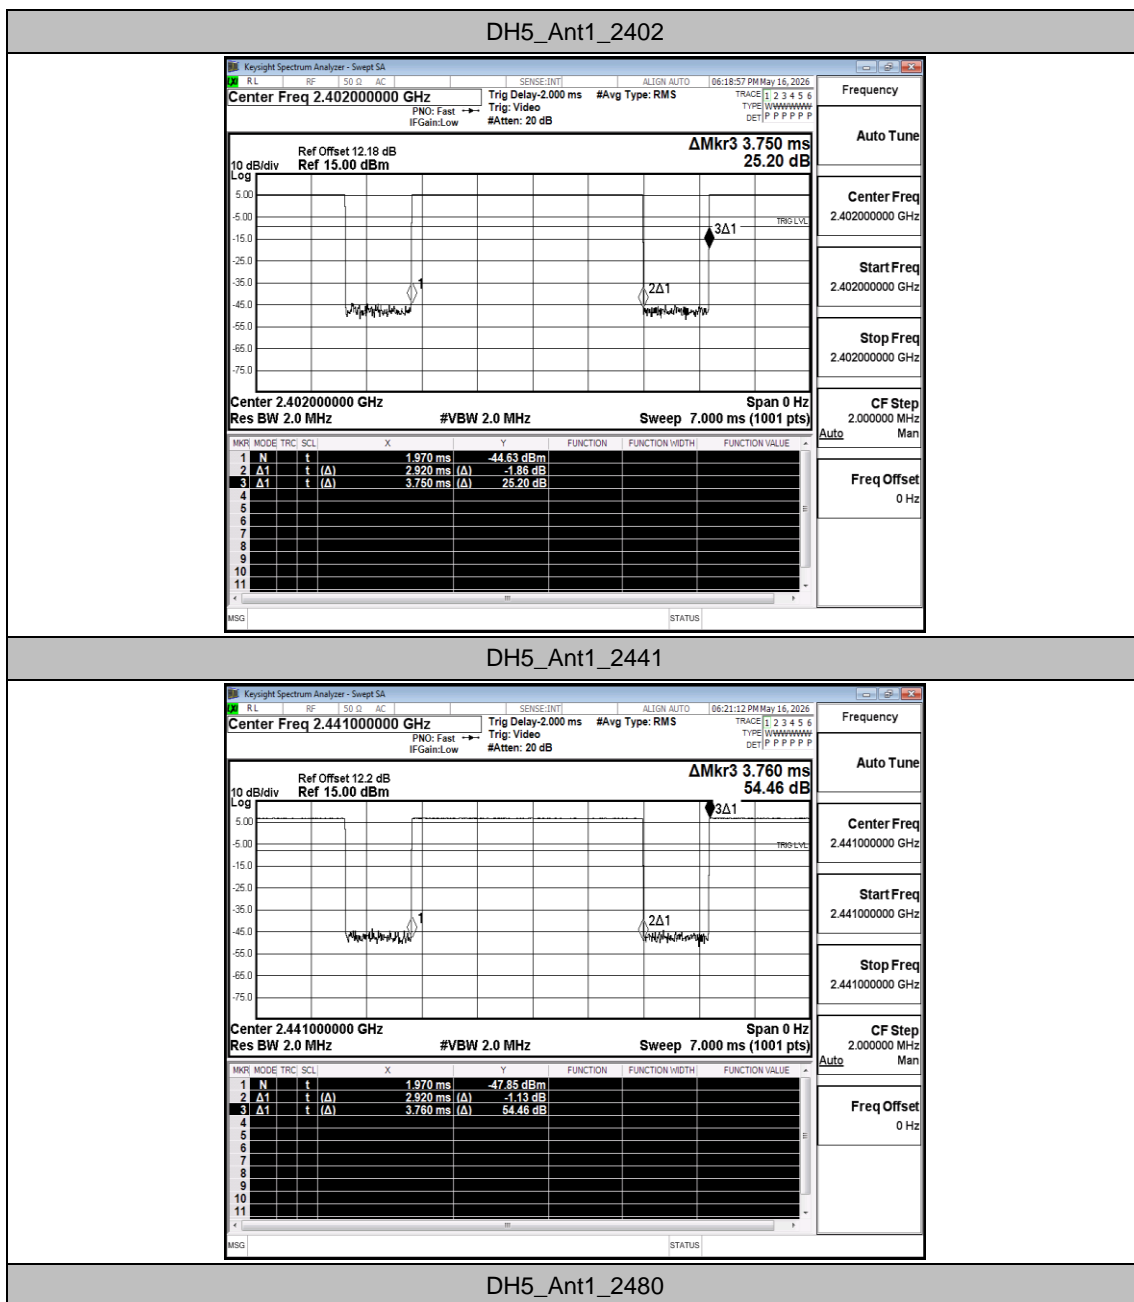 DH5_Ant1_2402
Keysight Spectrum Analyzer - Swept SA
RL RF 50 Ω AC SENSE:INT ALIGN AUTO 06:18:57 PM May 16, 2026
Center Freq 2.402000000 GHz
PNO: Fast
IFGain:Low
Trig Delay-2.000 ms
Trig: Video
#Atten: 20 dB
#Avg Type: RMS
TRACE 1 2 3 4 5 6
TYPE WWWWWW
DET P P P P P P
ΔMkr3 3.750 ms
25.20 dB
Ref Offset 12.18 dB
10 dB/div Ref 15.00 dBm
Log
5.00
-5.00
TRIG LVL
-15.0
-25.0
-35.0
-45.0
-55.0
-65.0
-75.0
1
2Δ1
3Δ1
Center 2.402000000 GHz Span 0 Hz
Res BW 2.0 MHz #VBW 2.0 MHz Sweep 7.000 ms (1001 pts)
MKR MODE TRC SCL X Y FUNCTION FUNCTION WIDTH FUNCTION VALUE
1 N t 1.970 ms -44.63 dBm
2 Δ1 t (Δ) 2.920 ms (Δ) -1.86 dB
3 Δ1 t (Δ) 3.750 ms (Δ) 25.20 dB
4
5
6
7
8
9
10
11
MSG STATUS
Frequency
Auto Tune
Center Freq
2.402000000 GHz
Start Freq
2.402000000 GHz
Stop Freq
2.402000000 GHz
CF Step
2.000000 MHz
Auto Man
Freq Offset
0 Hz
DH5_Ant1_2441
Keysight Spectrum Analyzer - Swept SA
RL RF 50 Ω AC SENSE:INT ALIGN AUTO 06:21:12 PM May 16, 2026
Center Freq 2.441000000 GHz
PNO: Fast
IFGain:Low
Trig Delay-2.000 ms
Trig: Video
#Atten: 20 dB
#Avg Type: RMS
TRACE 1 2 3 4 5 6
TYPE WWWWWW
DET P P P P P P
ΔMkr3 3.760 ms
54.46 dB
Ref Offset 12.2 dB
10 dB/div Ref 15.00 dBm
Log
5.00
-5.00
TRIG LVL
-15.0
-25.0
-35.0
-45.0
-55.0
-65.0
-75.0
1
2Δ1
3Δ1
Center 2.441000000 GHz Span 0 Hz
Res BW 2.0 MHz #VBW 2.0 MHz Sweep 7.000 ms (1001 pts)
MKR MODE TRC SCL X Y FUNCTION FUNCTION WIDTH FUNCTION VALUE
1 N t 1.970 ms -47.85 dBm
2 Δ1 t (Δ) 2.920 ms (Δ) -1.13 dB
3 Δ1 t (Δ) 3.760 ms (Δ) 54.46 dB
4
5
6
7
8
9
10
11
MSG STATUS
Frequency
Auto Tune
Center Freq
2.441000000 GHz
Start Freq
2.441000000 GHz
Stop Freq
2.441000000 GHz
CF Step
2.000000 MHz
Auto Man
Freq Offset
0 Hz
DH5_Ant1_2480